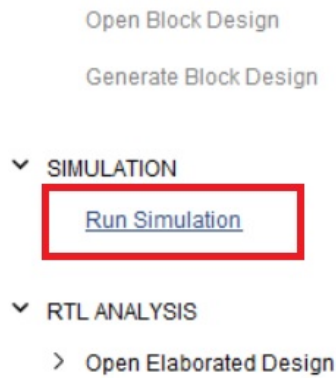 Open Block Design
Generate Block Design
SIMULATION
Run Simulation
RTL ANALYSIS
Open Elaborated Design